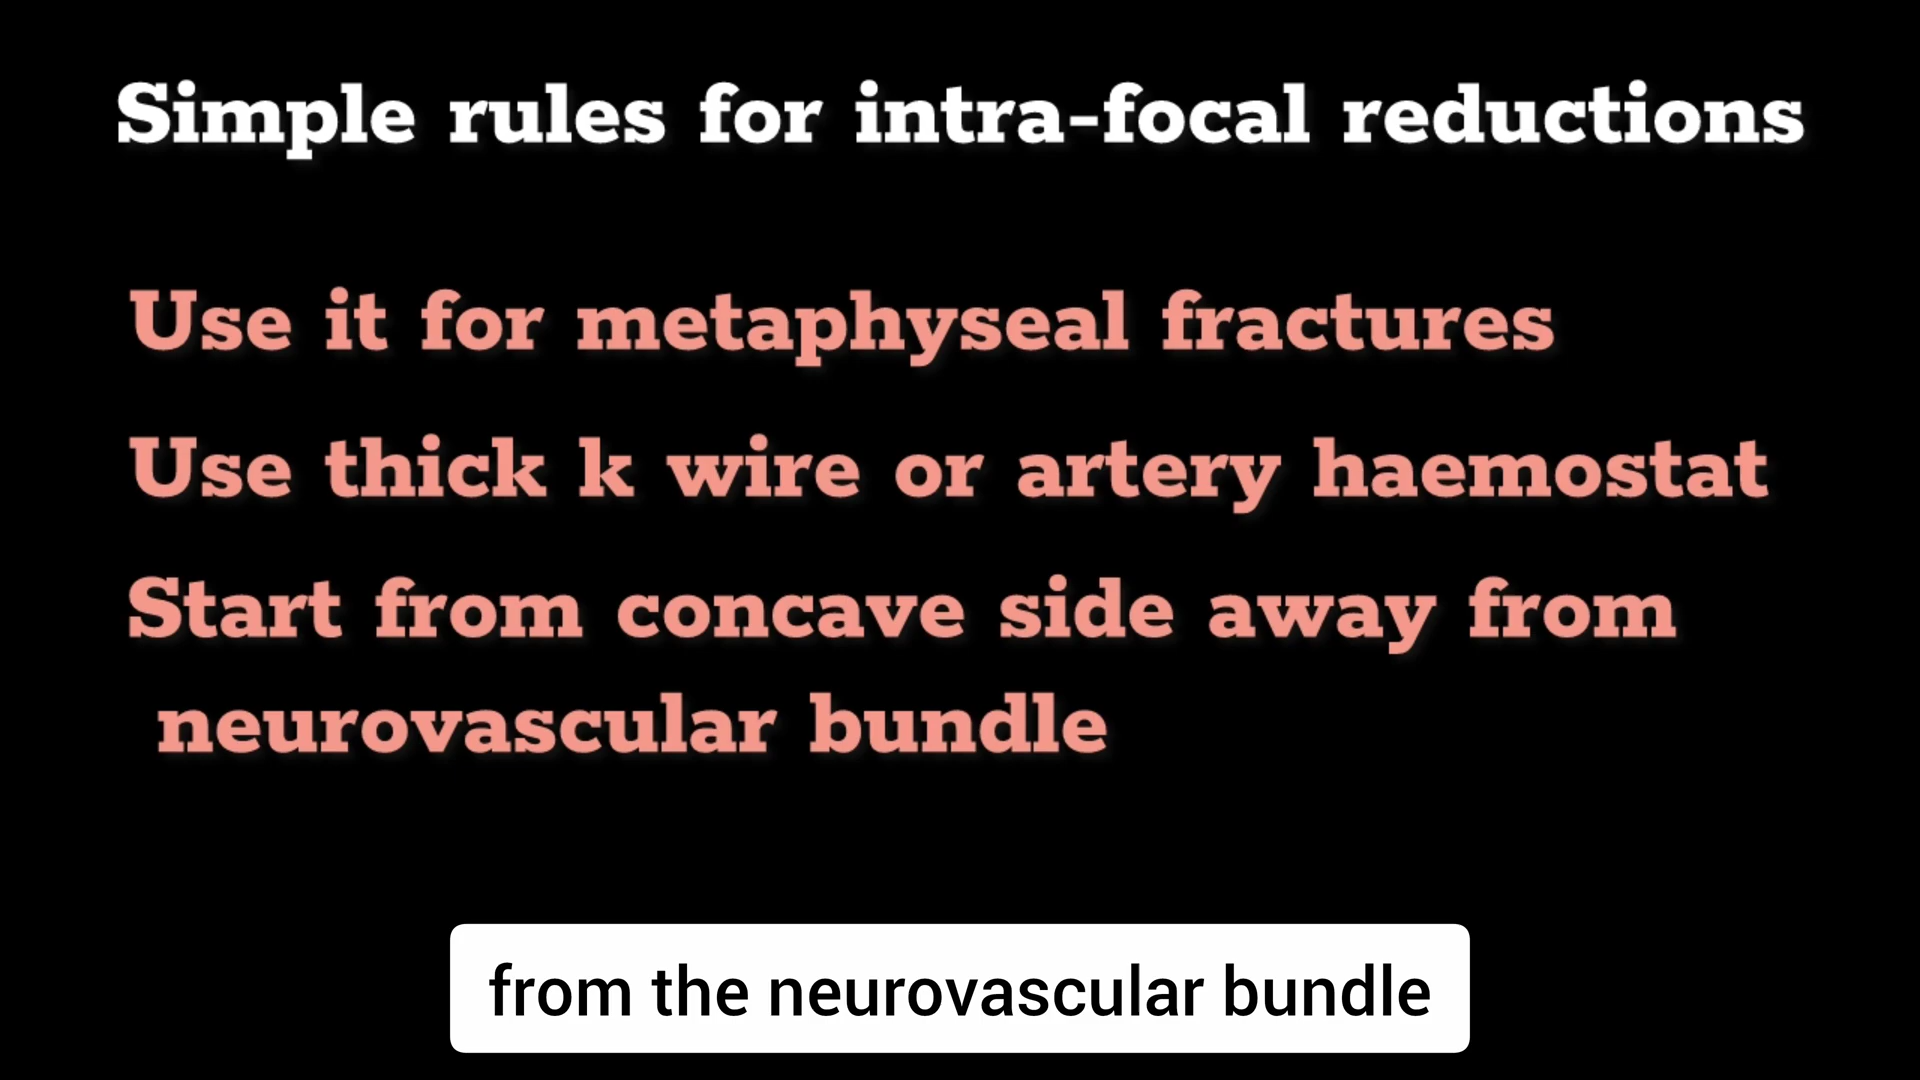 Simple rules for intra-focal reductions
Use it for metaphyseal fractures
Use thick k wire or artery haemostat
Start from concave side away from
neurovascular bundle
from the neurovascular bundle